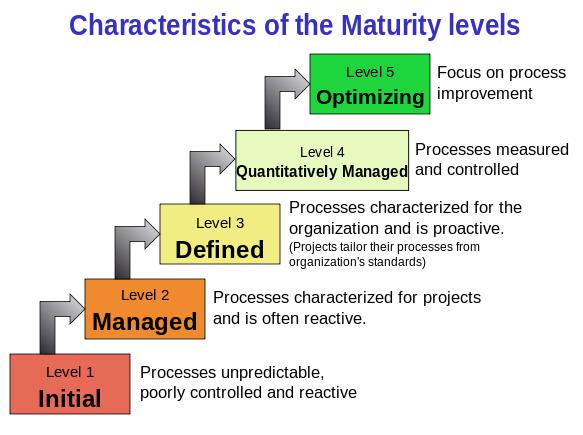 Characteristics of the Maturity levels
Level 5
Optimizing
Focus on process
improvement
Level 4
Quantitatively Managed
Processes measured
and controlled
Level 3
Defined
Processes characterized for the
organization and is proactive.
(Projects tailor their processes from
organization's standards)
Level 2
Managed
Processes characterized for projects
and is often reactive.
Level 1
Initial
Processes unpredictable,
poorly controlled and reactive